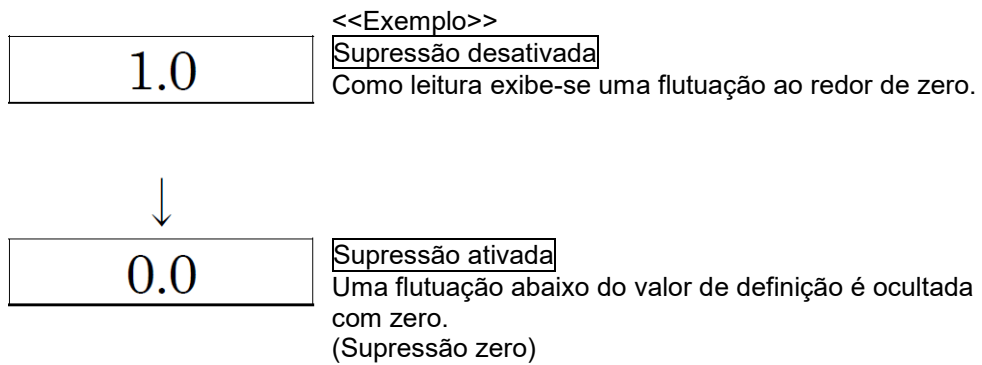 <<Exemplo>>
1.0
Supressão desativada
Como leitura exibe-se uma flutuação ao redor de zero.
↓
0.0
Supressão ativada
Uma flutuação abaixo do valor de definição é ocultada
com zero.
(Supressão zero)